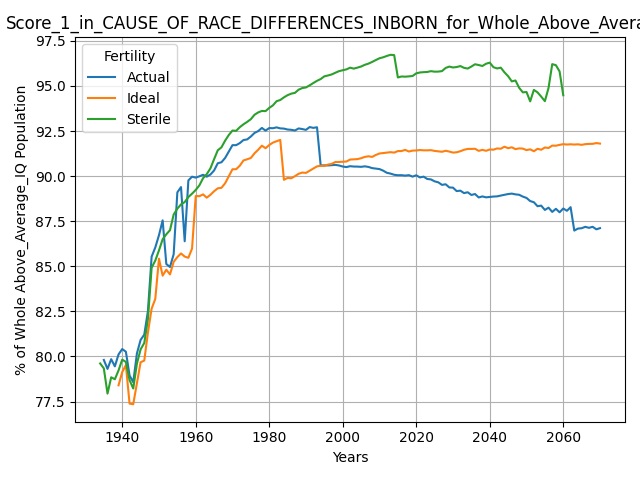 Score_1_in_CAUSE_OF_RACE_DIFFERENCES_INBORN_for_Whole_Above_Avera
Fertility
Actual
Ideal
Sterile
% of Whole Above_Average_IQ Population
97.5
95.0
92.5
90.0
87.5
85.0
82.5
80.0
77.5
1940 1960 1980 2000 2020 2040 2060
Years